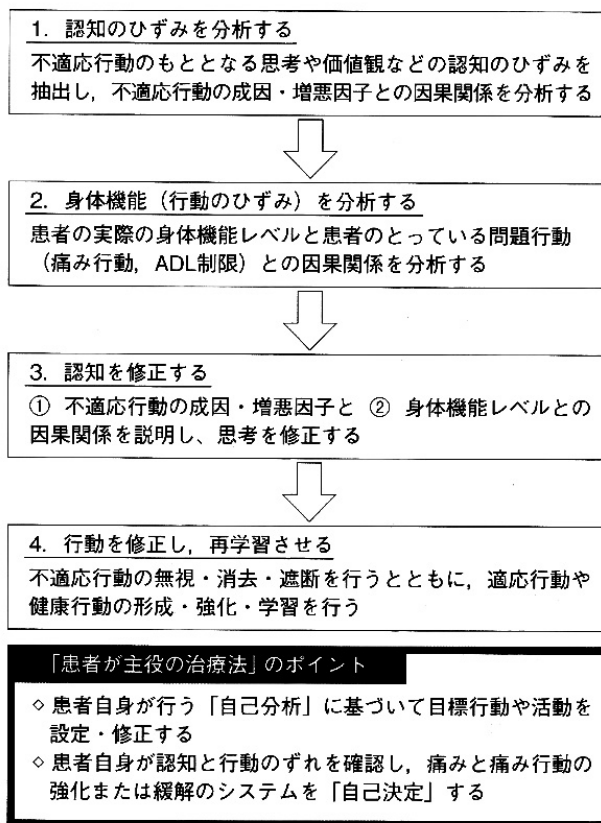 1. 認知のひずみを分析する
不適応行動のもととなる思考や価値観などの認知のひずみを
抽出し，不適応行動の成因・増悪因子との因果関係を分析する
2. 身体機能（行動のひずみ）を分析する
患者の実際の身体機能レベルと患者のとっている問題行動
（痛み行動，ADL制限）との因果関係を分析する
3. 認知を修正する
① 不適応行動の成因・増悪因子と ② 身体機能レベルとの
因果関係を説明し、思考を修正する
4. 行動を修正し，再学習させる
不適応行動の無視・消去・遮断を行うとともに，適応行動や
健康行動の形成・強化・学習を行う
「患者が主役の治療法」のポイント
◇ 患者自身が行う「自己分析」に基づいて目標行動や活動を
設定・修正する
◇ 患者自身が認知と行動のずれを確認し，痛みと痛み行動の
強化または緩解のシステムを「自己決定」する